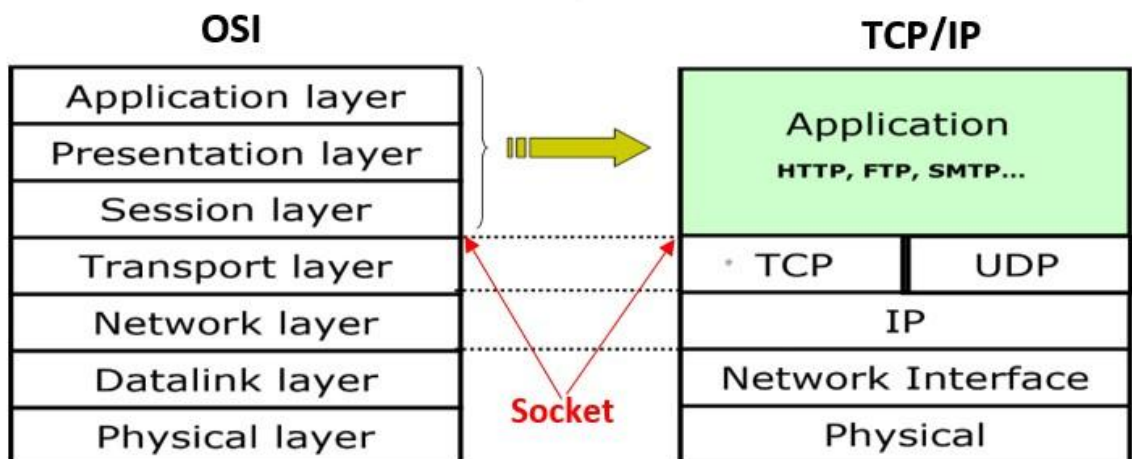 OSI
Application layer
Presentation layer
Session layer
Transport layer
Network layer
Datalink layer
Physical layer
Socket
TCP/IP
Application
HTTP, FTP, SMTP...
TCP
UDP
IP
Network Interface
Physical